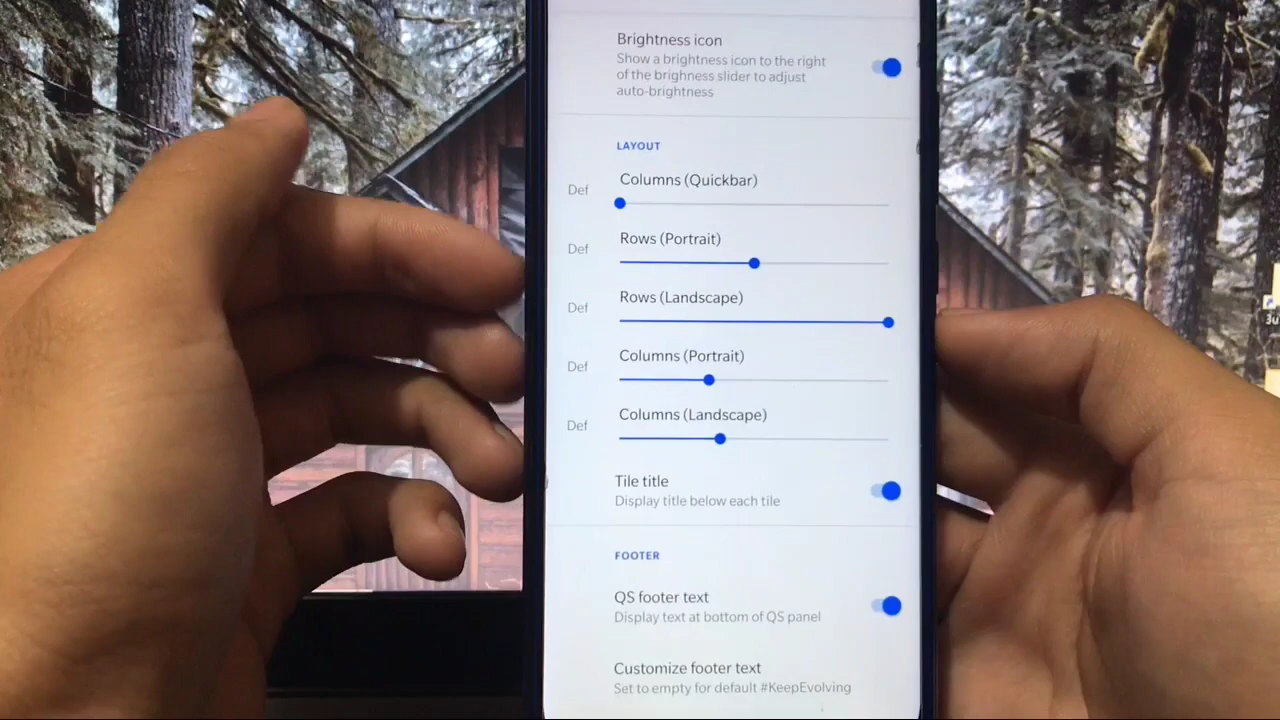 Brightness icon
Show a brightness icon to the right
of the brighness slider to adjust
auto-brightness
LAYOUT
Columns (Quickbar)
Def
Rows (Portrait)
Def
Rows (Landscape)
Def
Columns (Portrait)
Def
Columns (Landscape)
Def
Tile title
Display title below each tile
FOOTER
QS footer text
Display text at bottom of QS panel
Customize footer text
Set to empty for default #KeepEvolving